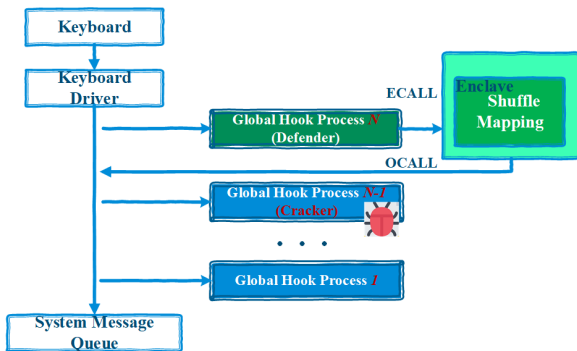 Keyboard
Keyboard
Driver
ECALL
Enclave
Shuffle
Mapping
Global Hook Process N
(Defender)
OCALL
Global Hook Process N-1
(Cracker)
. . .
Global Hook Process 1
System Message
Queue